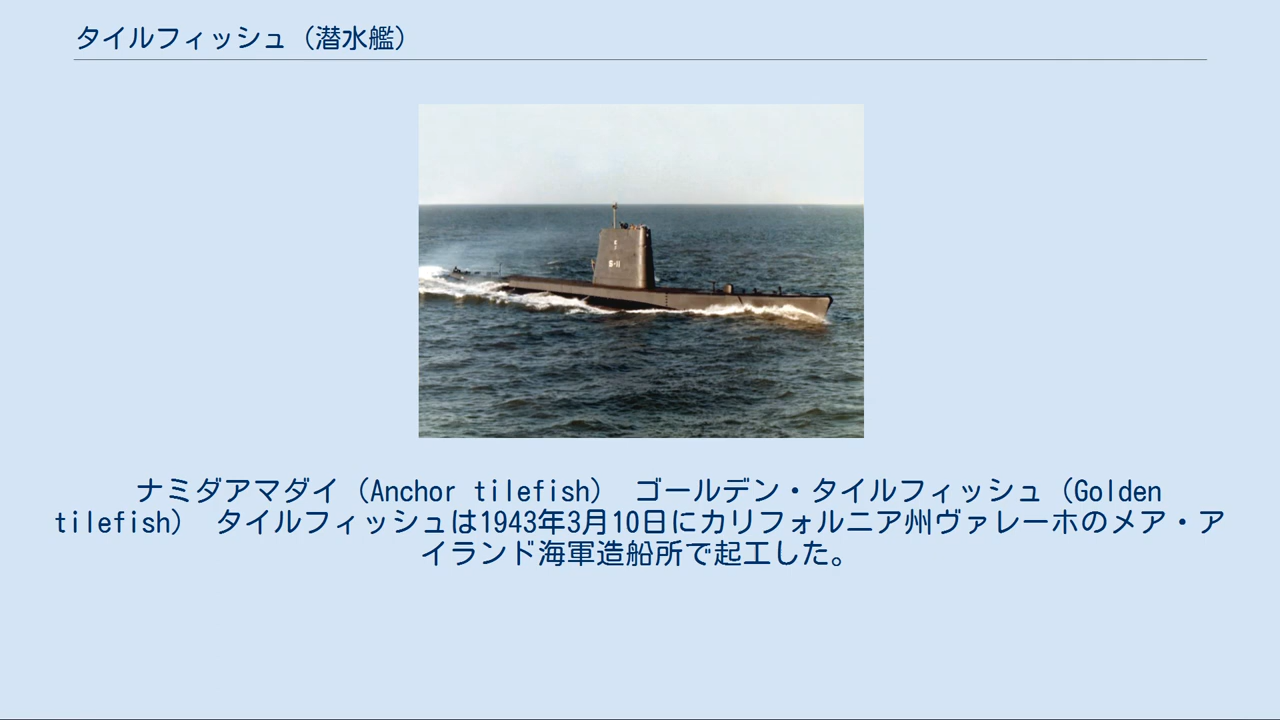 タイルフィッシュ（潜水艦）
S-11
ナミダアマダイ（Anchor tilefish） ゴールデン・タイルフィッシュ（Golden
tilefish） タイルフィッシュは1943年3月10日にカリフォルニア州ヴァレーホのメア・ア
イランド海軍造船所で起工した。